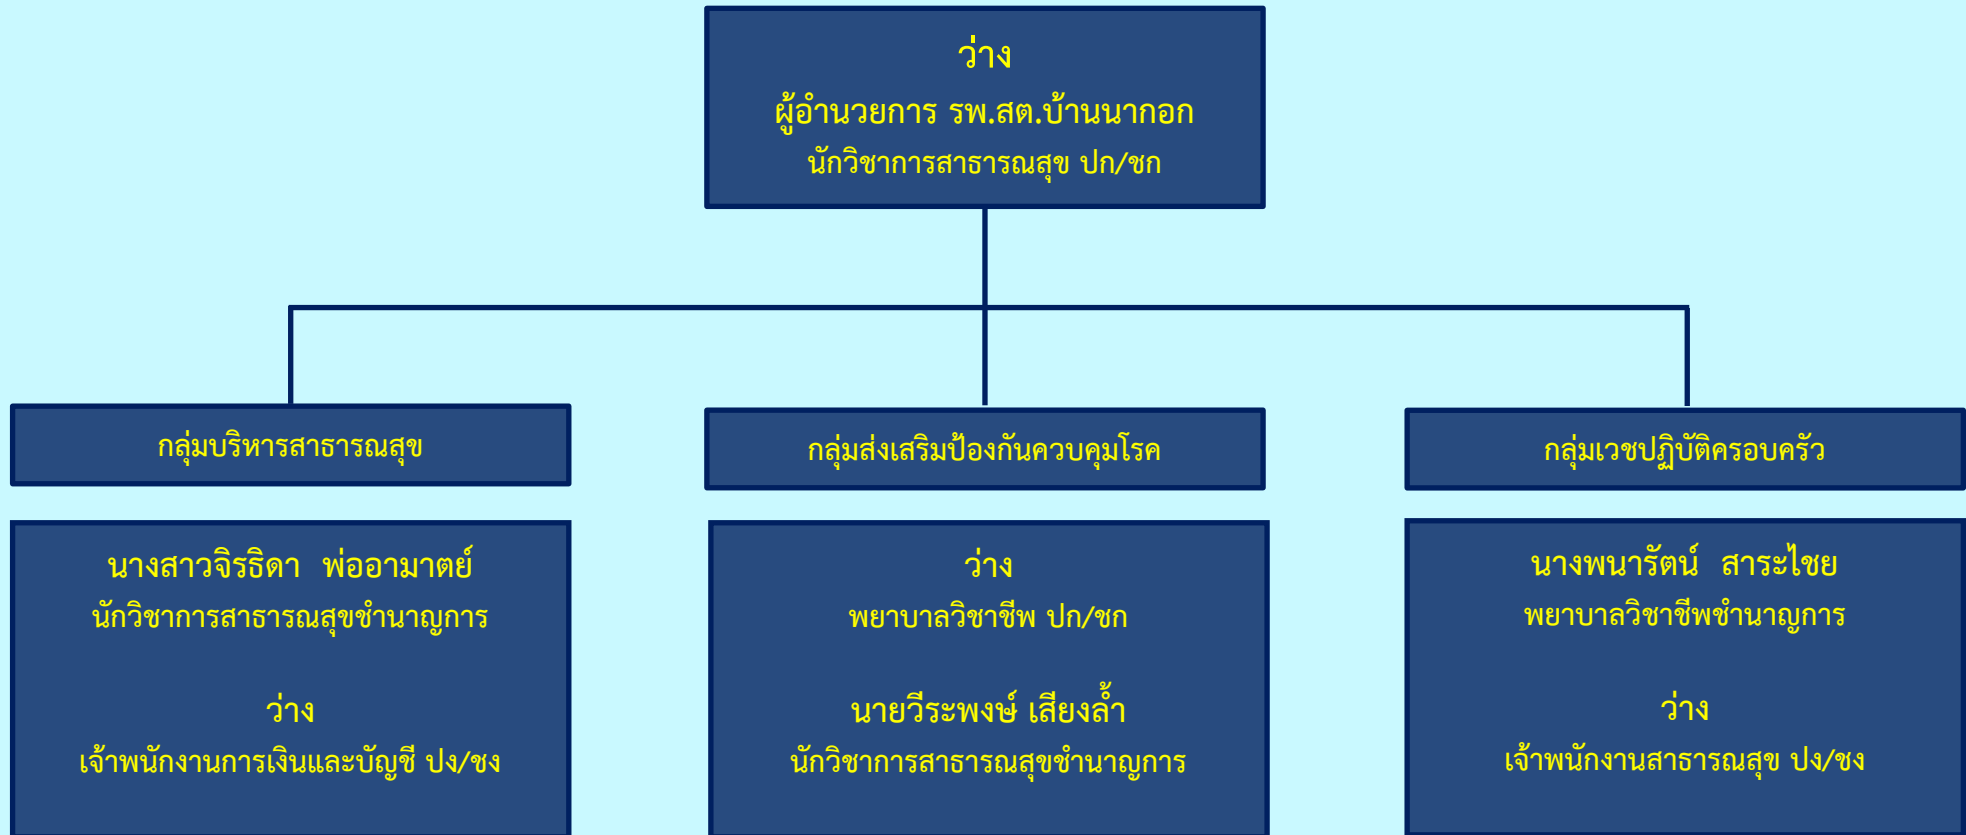 ว่าง
ผู้อำนวยการ รพ.สต.บ้านนากอก
นักวิชาการสาธารณสุข ปก/ชก
กลุ่มบริหารสาธารณสุข
กลุ่มส่งเสริมป้องกันควบคุมโรค
กลุ่มเวชปฏิบัติครอบครัว
นางสาวจิรธิดา พ่ออามาตย์
นักวิชาการสาธารณสุขชำนาญการ
ว่าง
เจ้าพนักงานการเงินและบัญชี ปง/ชง
ว่าง
พยาบาลวิชาชีพ ปก/ชก
นายวีระพงษ์ เสียงล้ำ
นักวิชาการสาธารณสุขชำนาญการ
นางพนารัตน์ สาระไชย
พยาบาลวิชาชีพชำนาญการ
ว่าง
เจ้าพนักงานสาธารณสุข ปง/ชง